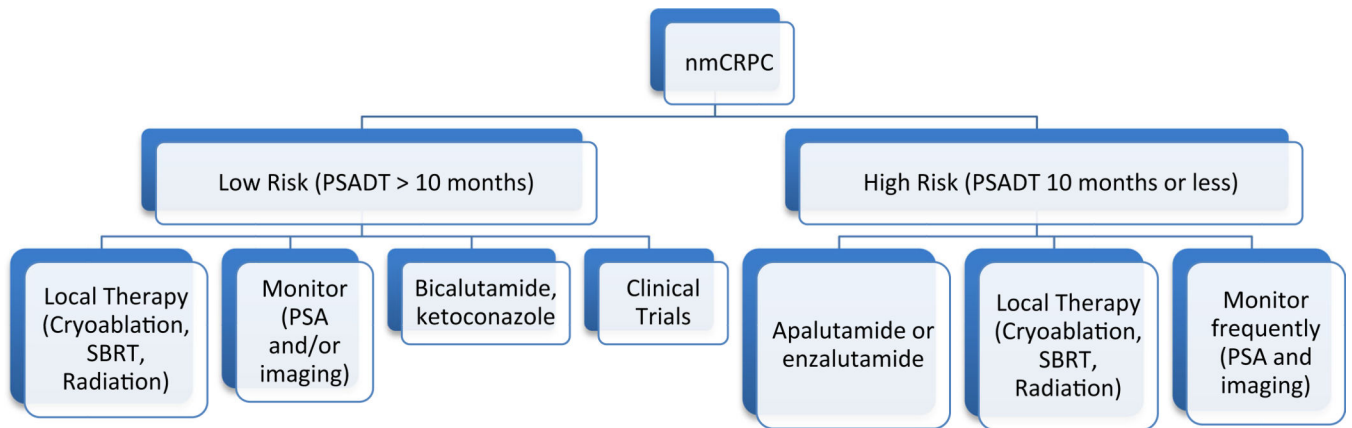 nmCRPC
Low Risk (PSADT > 10 months)
High Risk (PSADT 10 months or less)
Local Therapy
(Cryoablation,
SBRT,
Radiation)
Monitor
(PSA
and/or
imaging)
Bicalutamide,
ketoconazole
Clinical
Trials
Apalutamide or
enzalutamide
Local Therapy
(Cryoablation,
SBRT,
Radiation)
Monitor
frequently
(PSA and
imaging)